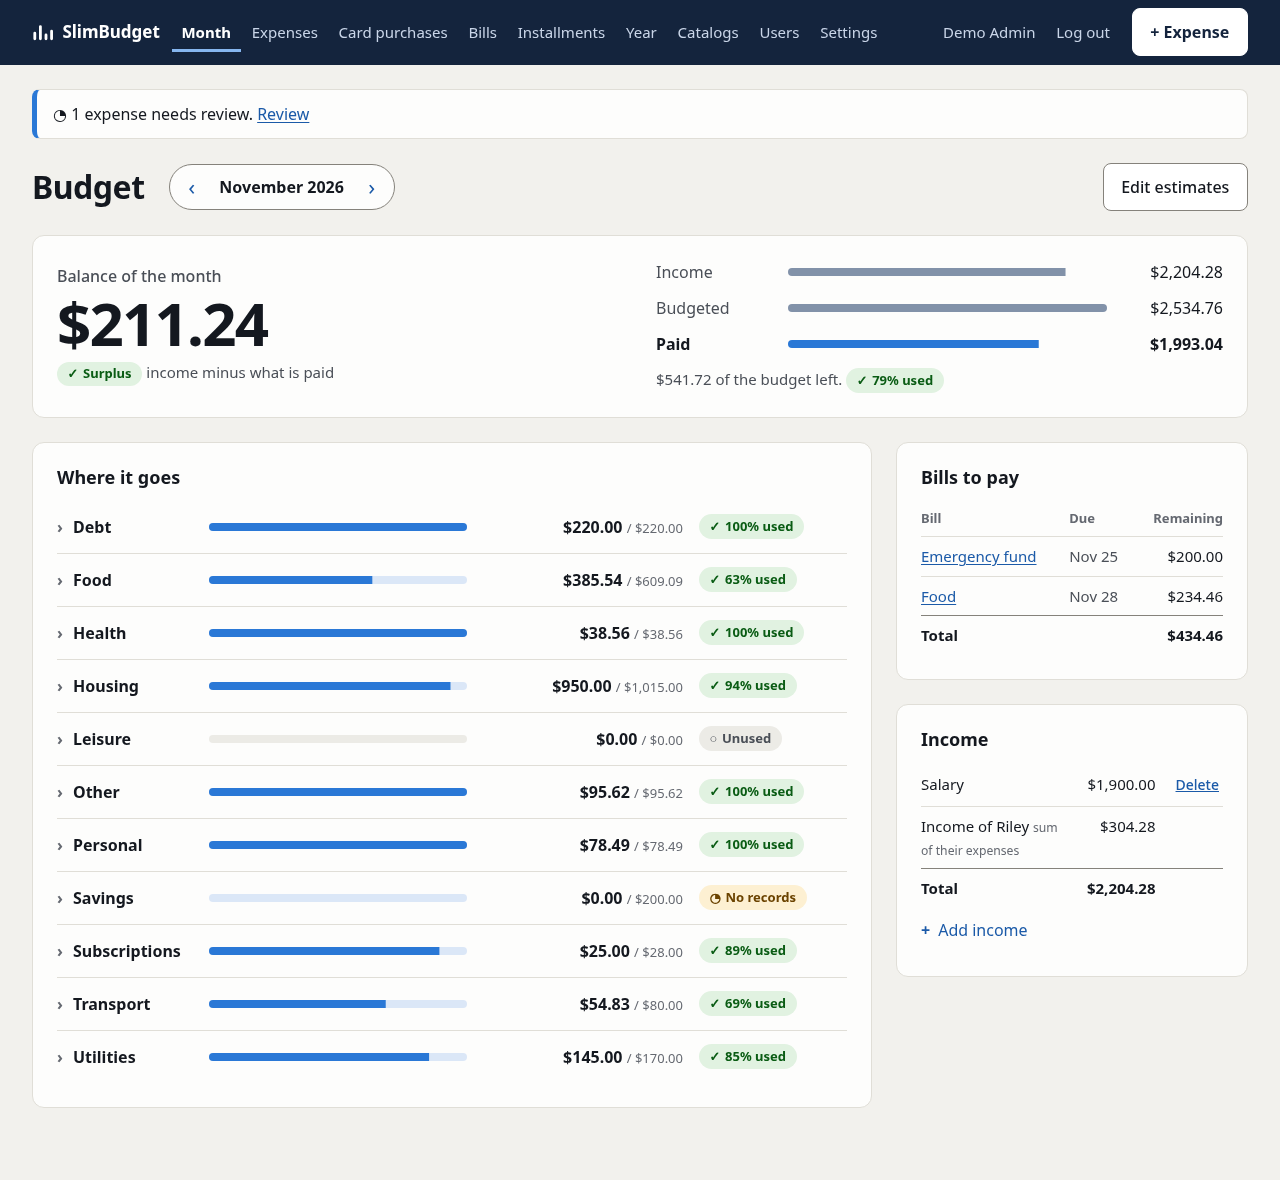 SlimBudget Month Expenses Card purchases Bills Installments Year Catalogs Users Settings Demo Admin Log out + Expense
◔ 1 expense needs review. Review
Budget ‹ November 2026 › Edit estimates
Balance of the month
$211.24
✓ Surplus income minus what is paid
Income $2,204.28
Budgeted $2,534.76
Paid $1,993.04
$541.72 of the budget left. ✓ 79% used
Where it goes
› Debt $220.00 / $220.00 ✓ 100% used
› Food $385.54 / $609.09 ✓ 63% used
› Health $38.56 / $38.56 ✓ 100% used
› Housing $950.00 / $1,015.00 ✓ 94% used
› Leisure $0.00 / $0.00 ○ Unused
› Other $95.62 / $95.62 ✓ 100% used
› Personal $78.49 / $78.49 ✓ 100% used
› Savings $0.00 / $200.00 ◔ No records
› Subscriptions $25.00 / $28.00 ✓ 89% used
› Transport $54.83 / $80.00 ✓ 69% used
› Utilities $145.00 / $170.00 ✓ 85% used
Bills to pay
Bill Due Remaining
Emergency fund Nov 25 $200.00
Food Nov 28 $234.46
Total $434.46
Income
Salary $1,900.00 Delete
Income of Riley sum $304.28
of their expenses
Total $2,204.28
+ Add income